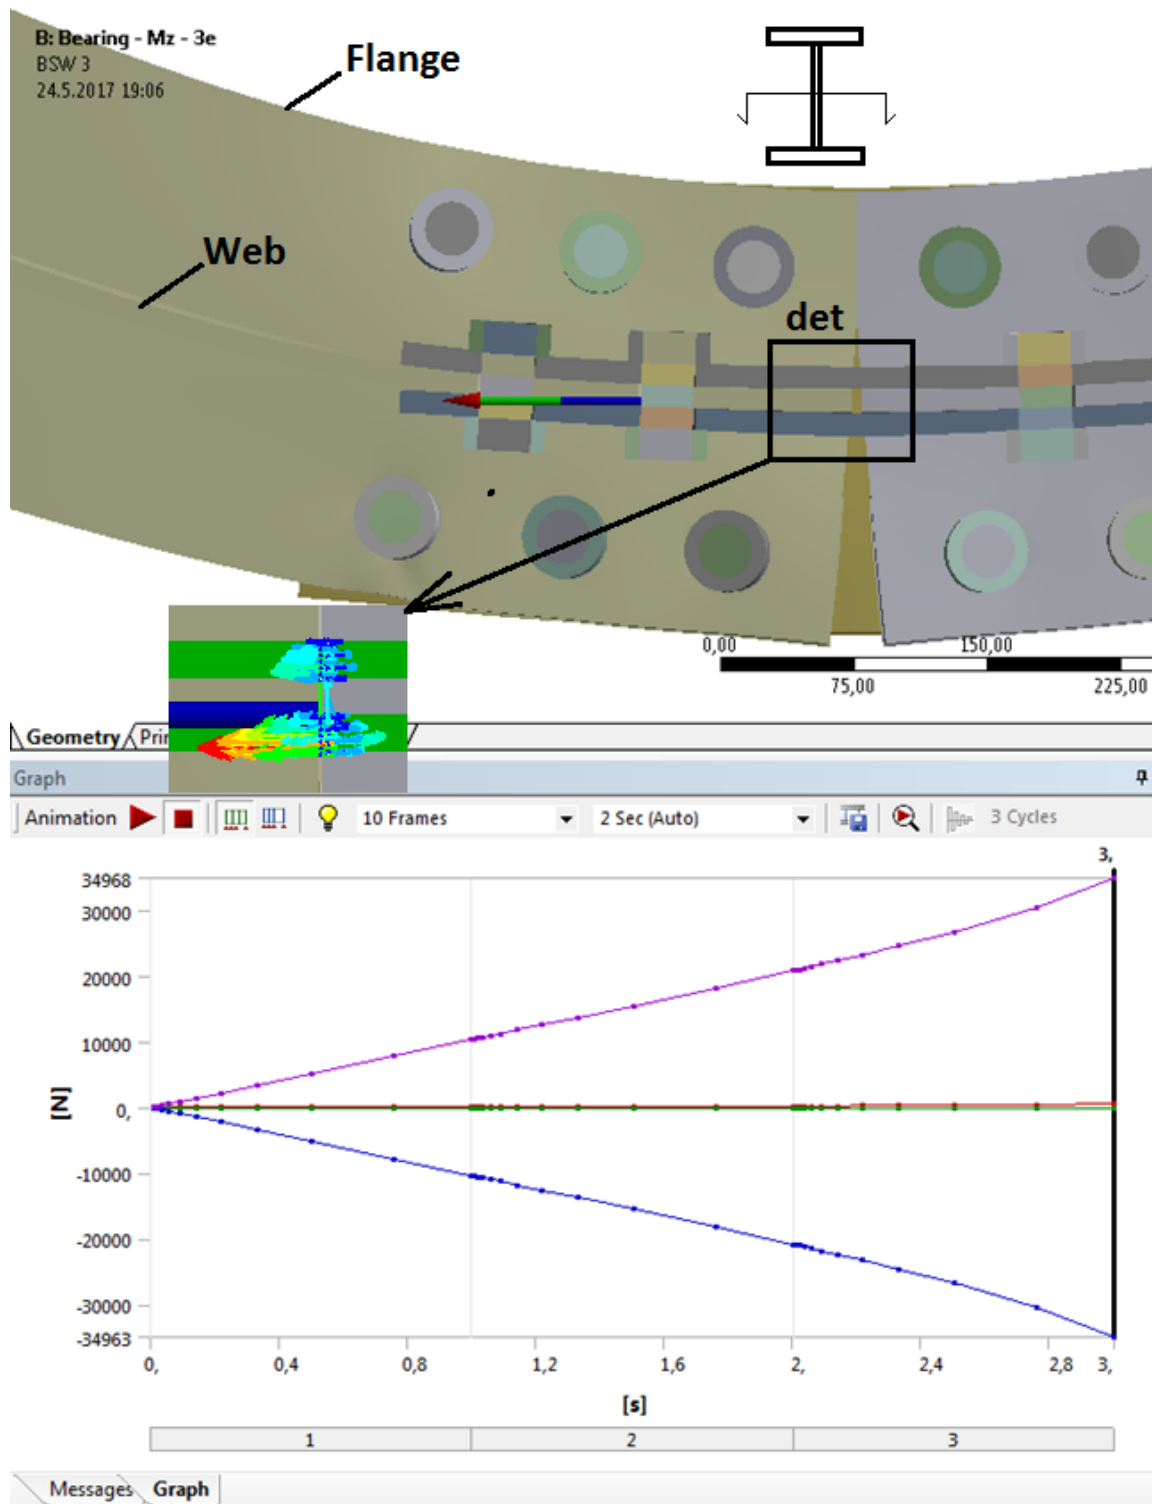 B: Bearing - Mz - 3e
BSW 3
24.5.2017 19:06
Flange
Web
det
0,00
150,00
75,00
225,00
Geometry
Pri
Graph
Animation
10 Frames
2 Sec (Auto)
3 Cycles
3,
34968
30000
20000
10000
0,
-10000
-20000
-30000
-34963
[N]
0,
0,4
0,8
1,2
1,6
2,
2,4
2,8
3,
[s]
1
2
3
Messages
Graph